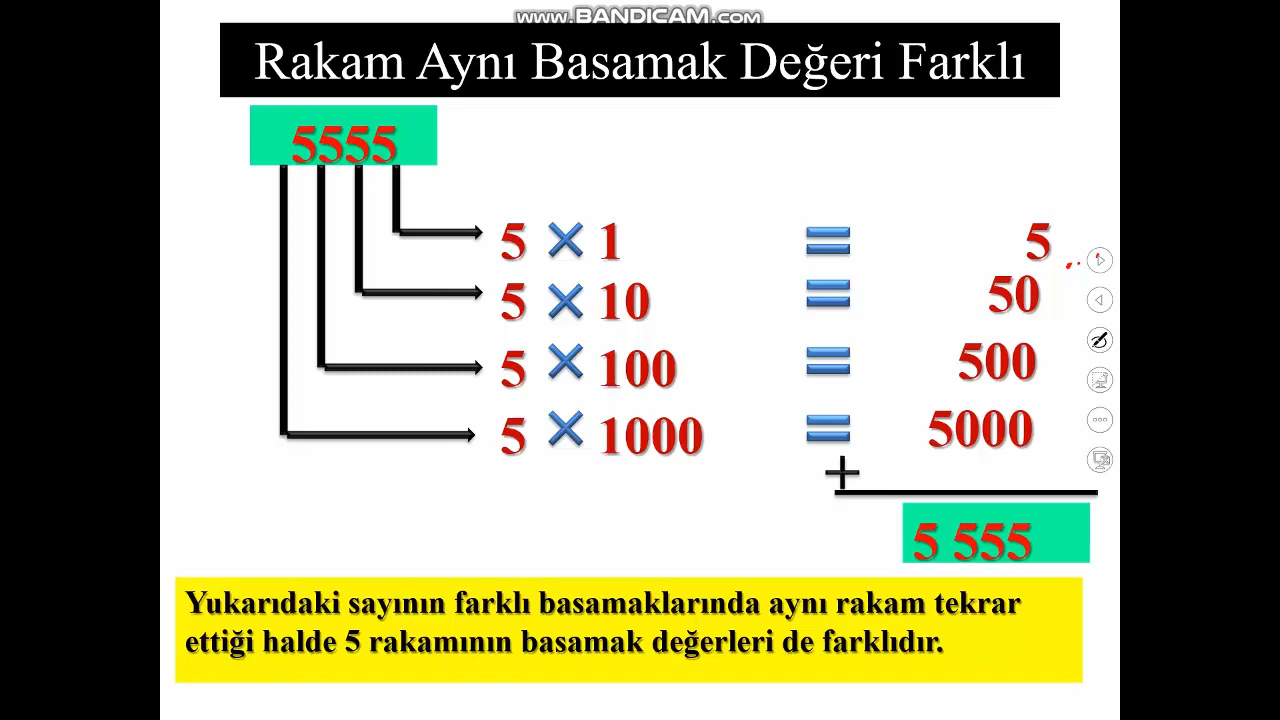 www.BANDICAM.com
Rakam Aynı Basamak Değeri Farklı
5555
5 × 1 = 5
5 × 10 = 50
5 × 100 = 500
5 × 1000 = 5000
+
5 555
Yukarıdaki sayının farklı basamaklarında aynı rakam tekrar
ettiği halde 5 rakamının basamak değerleri de farklıdır.